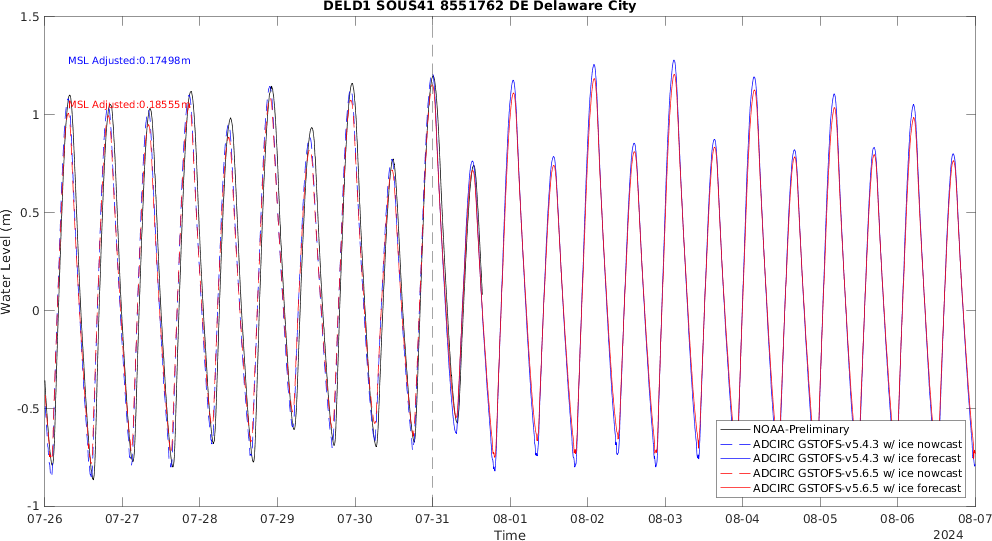 DELD1 SOUS41 8551762 DE Delaware City
1.5
MSL Adjusted:0.17498m
MSL Adjusted:0.18555m
1
0.5
Water Level (m)
0
-0.5
NOAA-Preliminary
ADCIRC GSTOFS-v5.4.3 w/ ice nowcast
ADCIRC GSTOFS-v5.4.3 w/ ice forecast
ADCIRC GSTOFS-v5.6.5 w/ ice nowcast
ADCIRC GSTOFS-v5.6.5 w/ ice forecast
-1
07-26 07-27 07-28 07-29 07-30 07-31 08-01 08-02 08-03 08-04 08-05 08-06 08-07
Time
2024